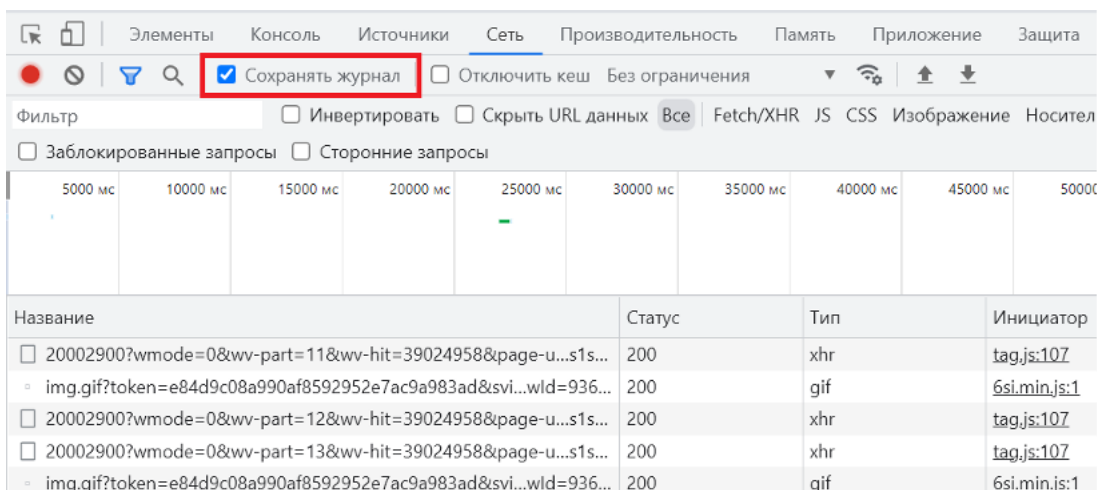 Элементы Консоль Источники Сеть Производительность Память Приложение Защита
Сохранять журнал Отключить кеш Без ограничения
Фильтр Инвертировать Скрыть URL данных Все Fetch/XHR JS CSS Изображение Носител
Заблокированные запросы Сторонние запросы
5000 мс 10000 мс 15000 мс 20000 мс 25000 мс 30000 мс 35000 мс 40000 мс 45000 мс 50000
Название Статус Тип Инициатор
20002900?wmode=0&wv-part=11&wv-hit=39024958&page-u...s1s... 200 xhr tag.js:107
img.gif?token=e84d9c08a990af8592952e7ac9a983ad&svi...wId=936... 200 gif 6si.min.js:1
20002900?wmode=0&wv-part=12&wv-hit=39024958&page-u...s1s... 200 xhr tag.js:107
20002900?wmode=0&wv-part=13&wv-hit=39024958&page-u...s1s... 200 xhr tag.js:107
img.gif?token=e84d9c08a990af8592952e7ac9a983ad&svi...wId=936... 200 gif 6si.min.js:1